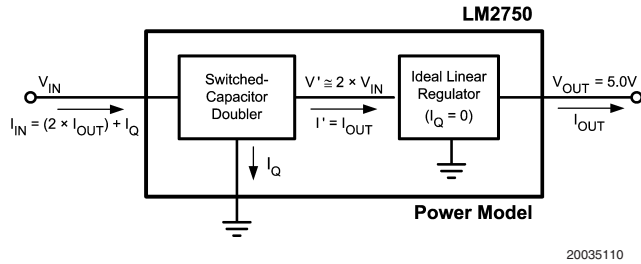 LM2750
V_IN
I_IN = (2 × I_OUT) + I_Q
Switched-
Capacitor
Doubler
V' ≅ 2 × V_IN
I' = I_OUT
Ideal Linear
Regulator
(I_Q = 0)
V_OUT = 5.0V
I_OUT
I_Q
Power Model
20035110